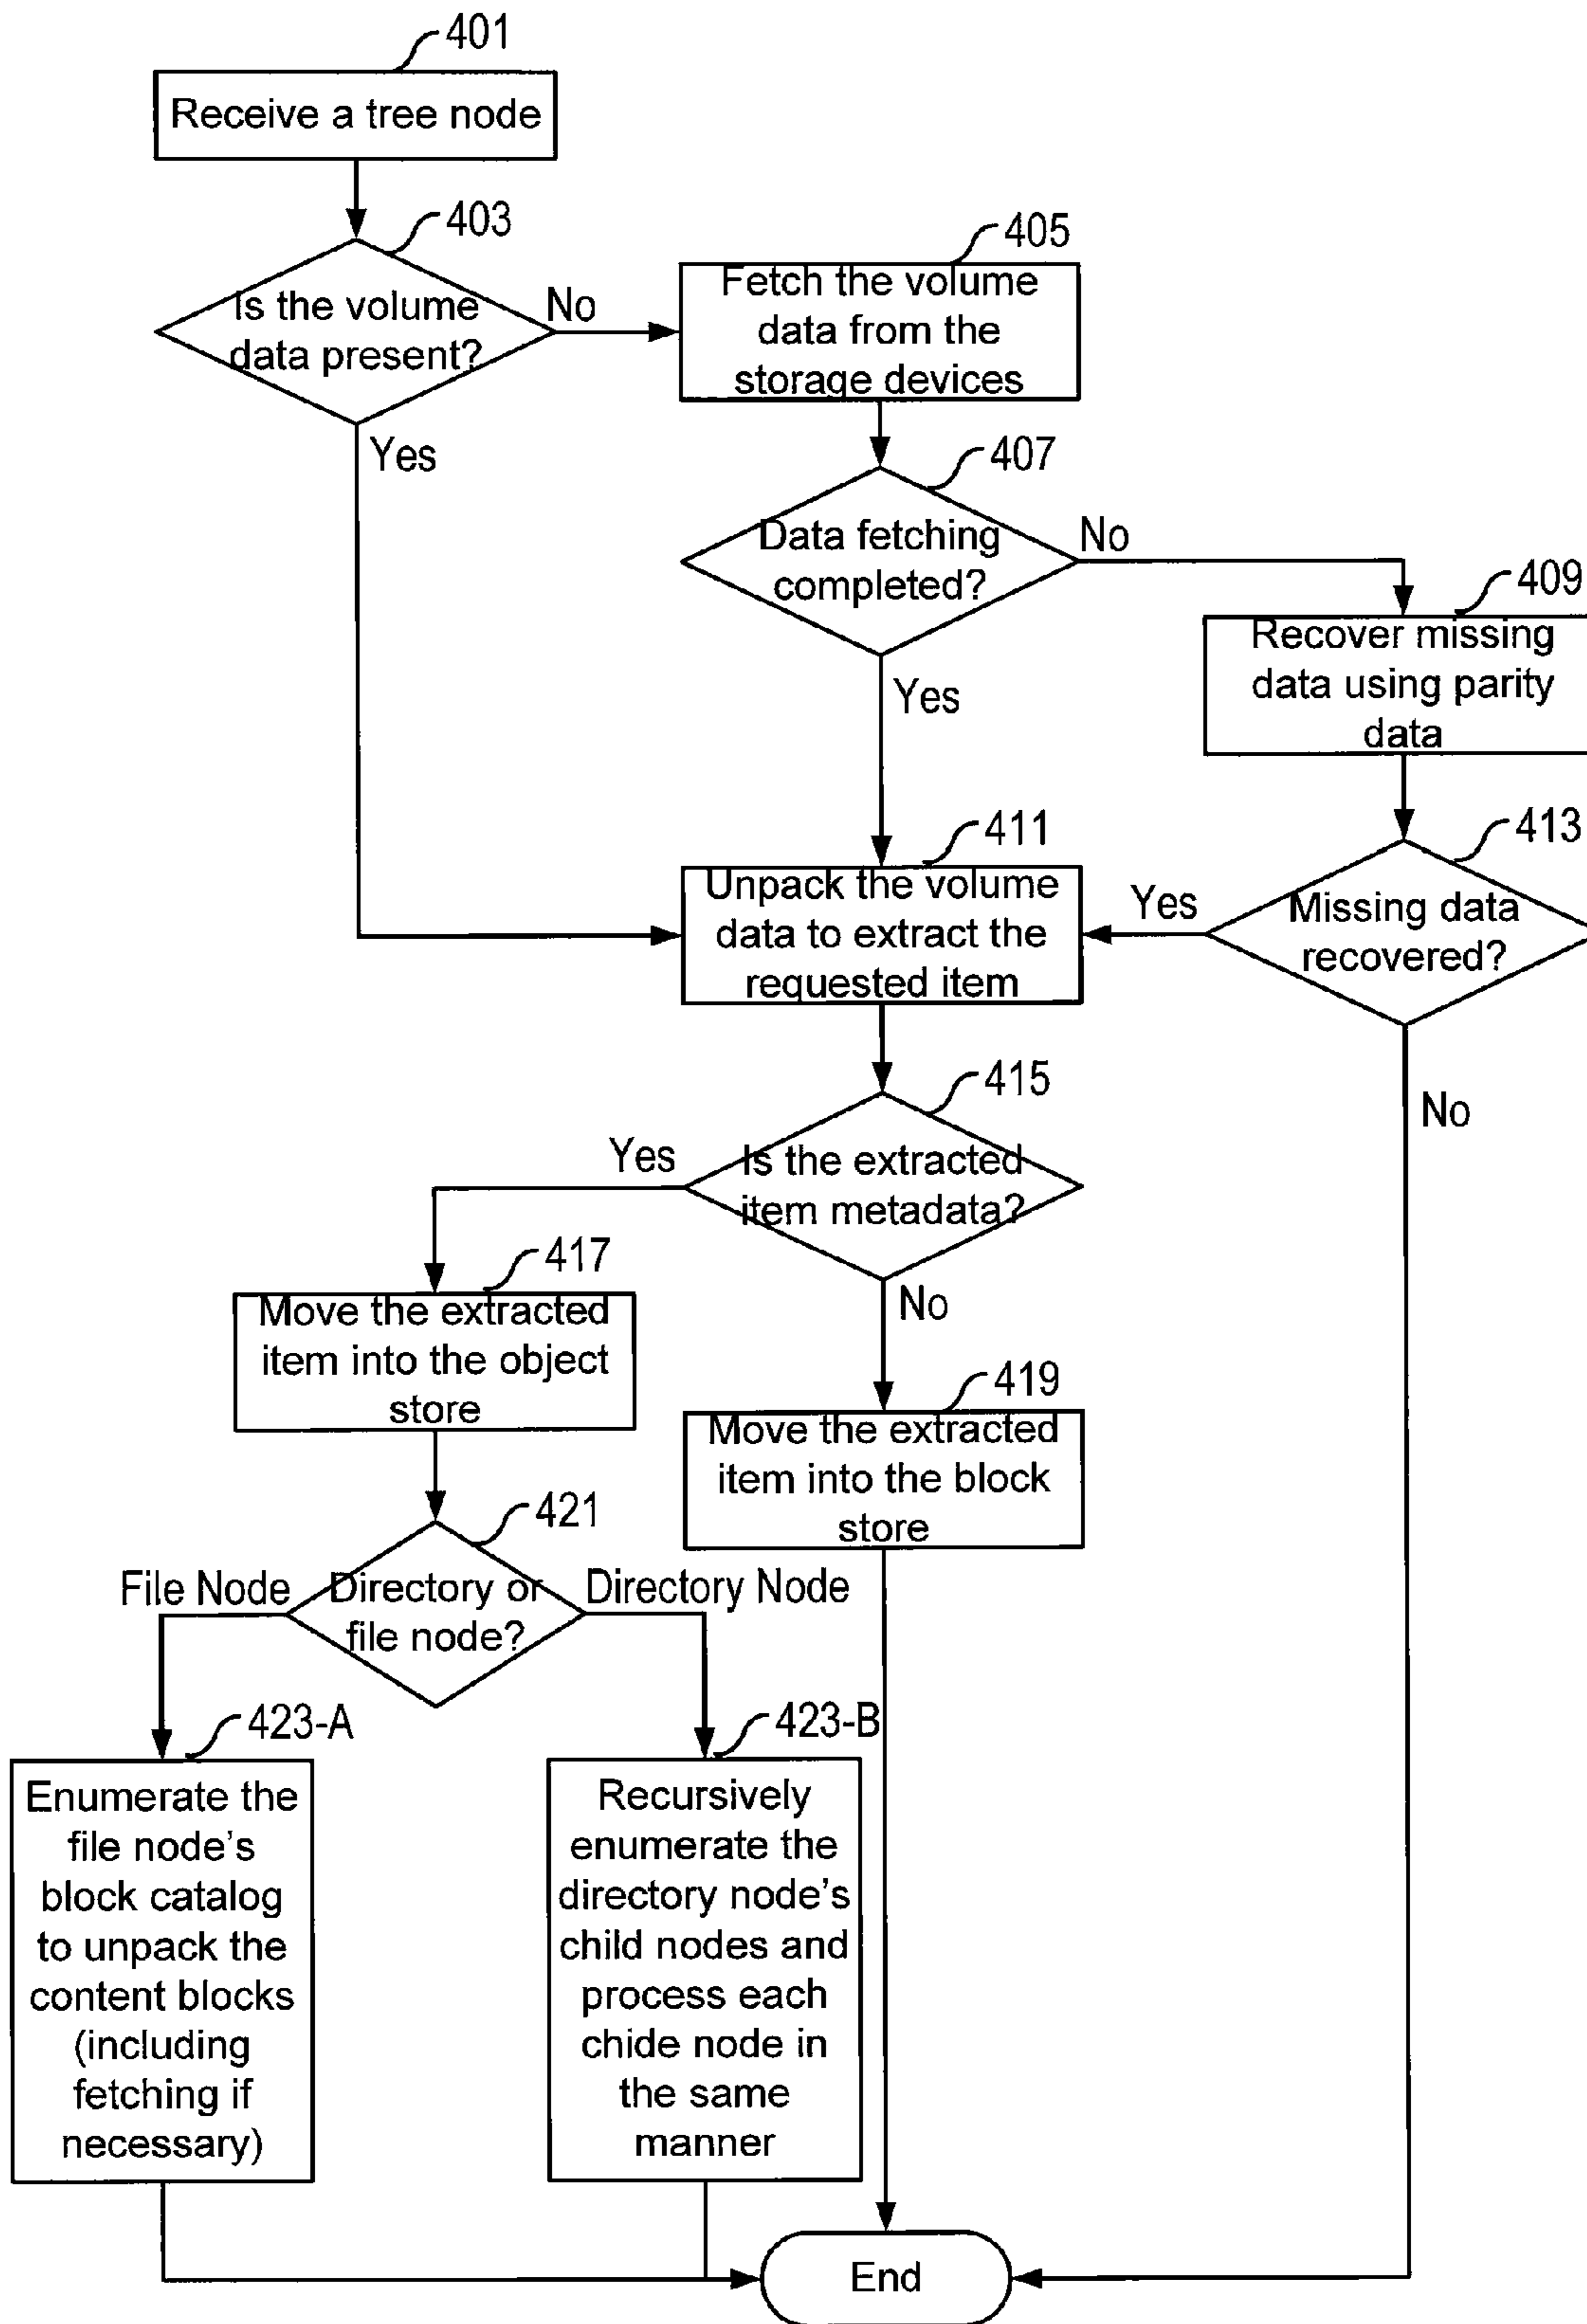 401
Receive a tree node
403
Is the volume
data present?
No
Yes
405
Fetch the volume
data from the
storage devices
407
Data fetching
completed?
No
Yes
409
Recover missing
data using parity
data
411
Unpack the volume
data to extract the
requested item
413
Missing data
recovered?
Yes
No
415
Is the extracted
item metadata?
Yes
No
417
Move the extracted
item into the object
store
419
Move the extracted
item into the block
store
421
Directory or
file node?
File Node
Directory Node
423-A
Enumerate the
file node's
block catalog
to unpack the
content blocks
(including
fetching if
necessary)
423-B
Recursively
enumerate the
directory node's
child nodes and
process each
chide node in
the same
manner
End